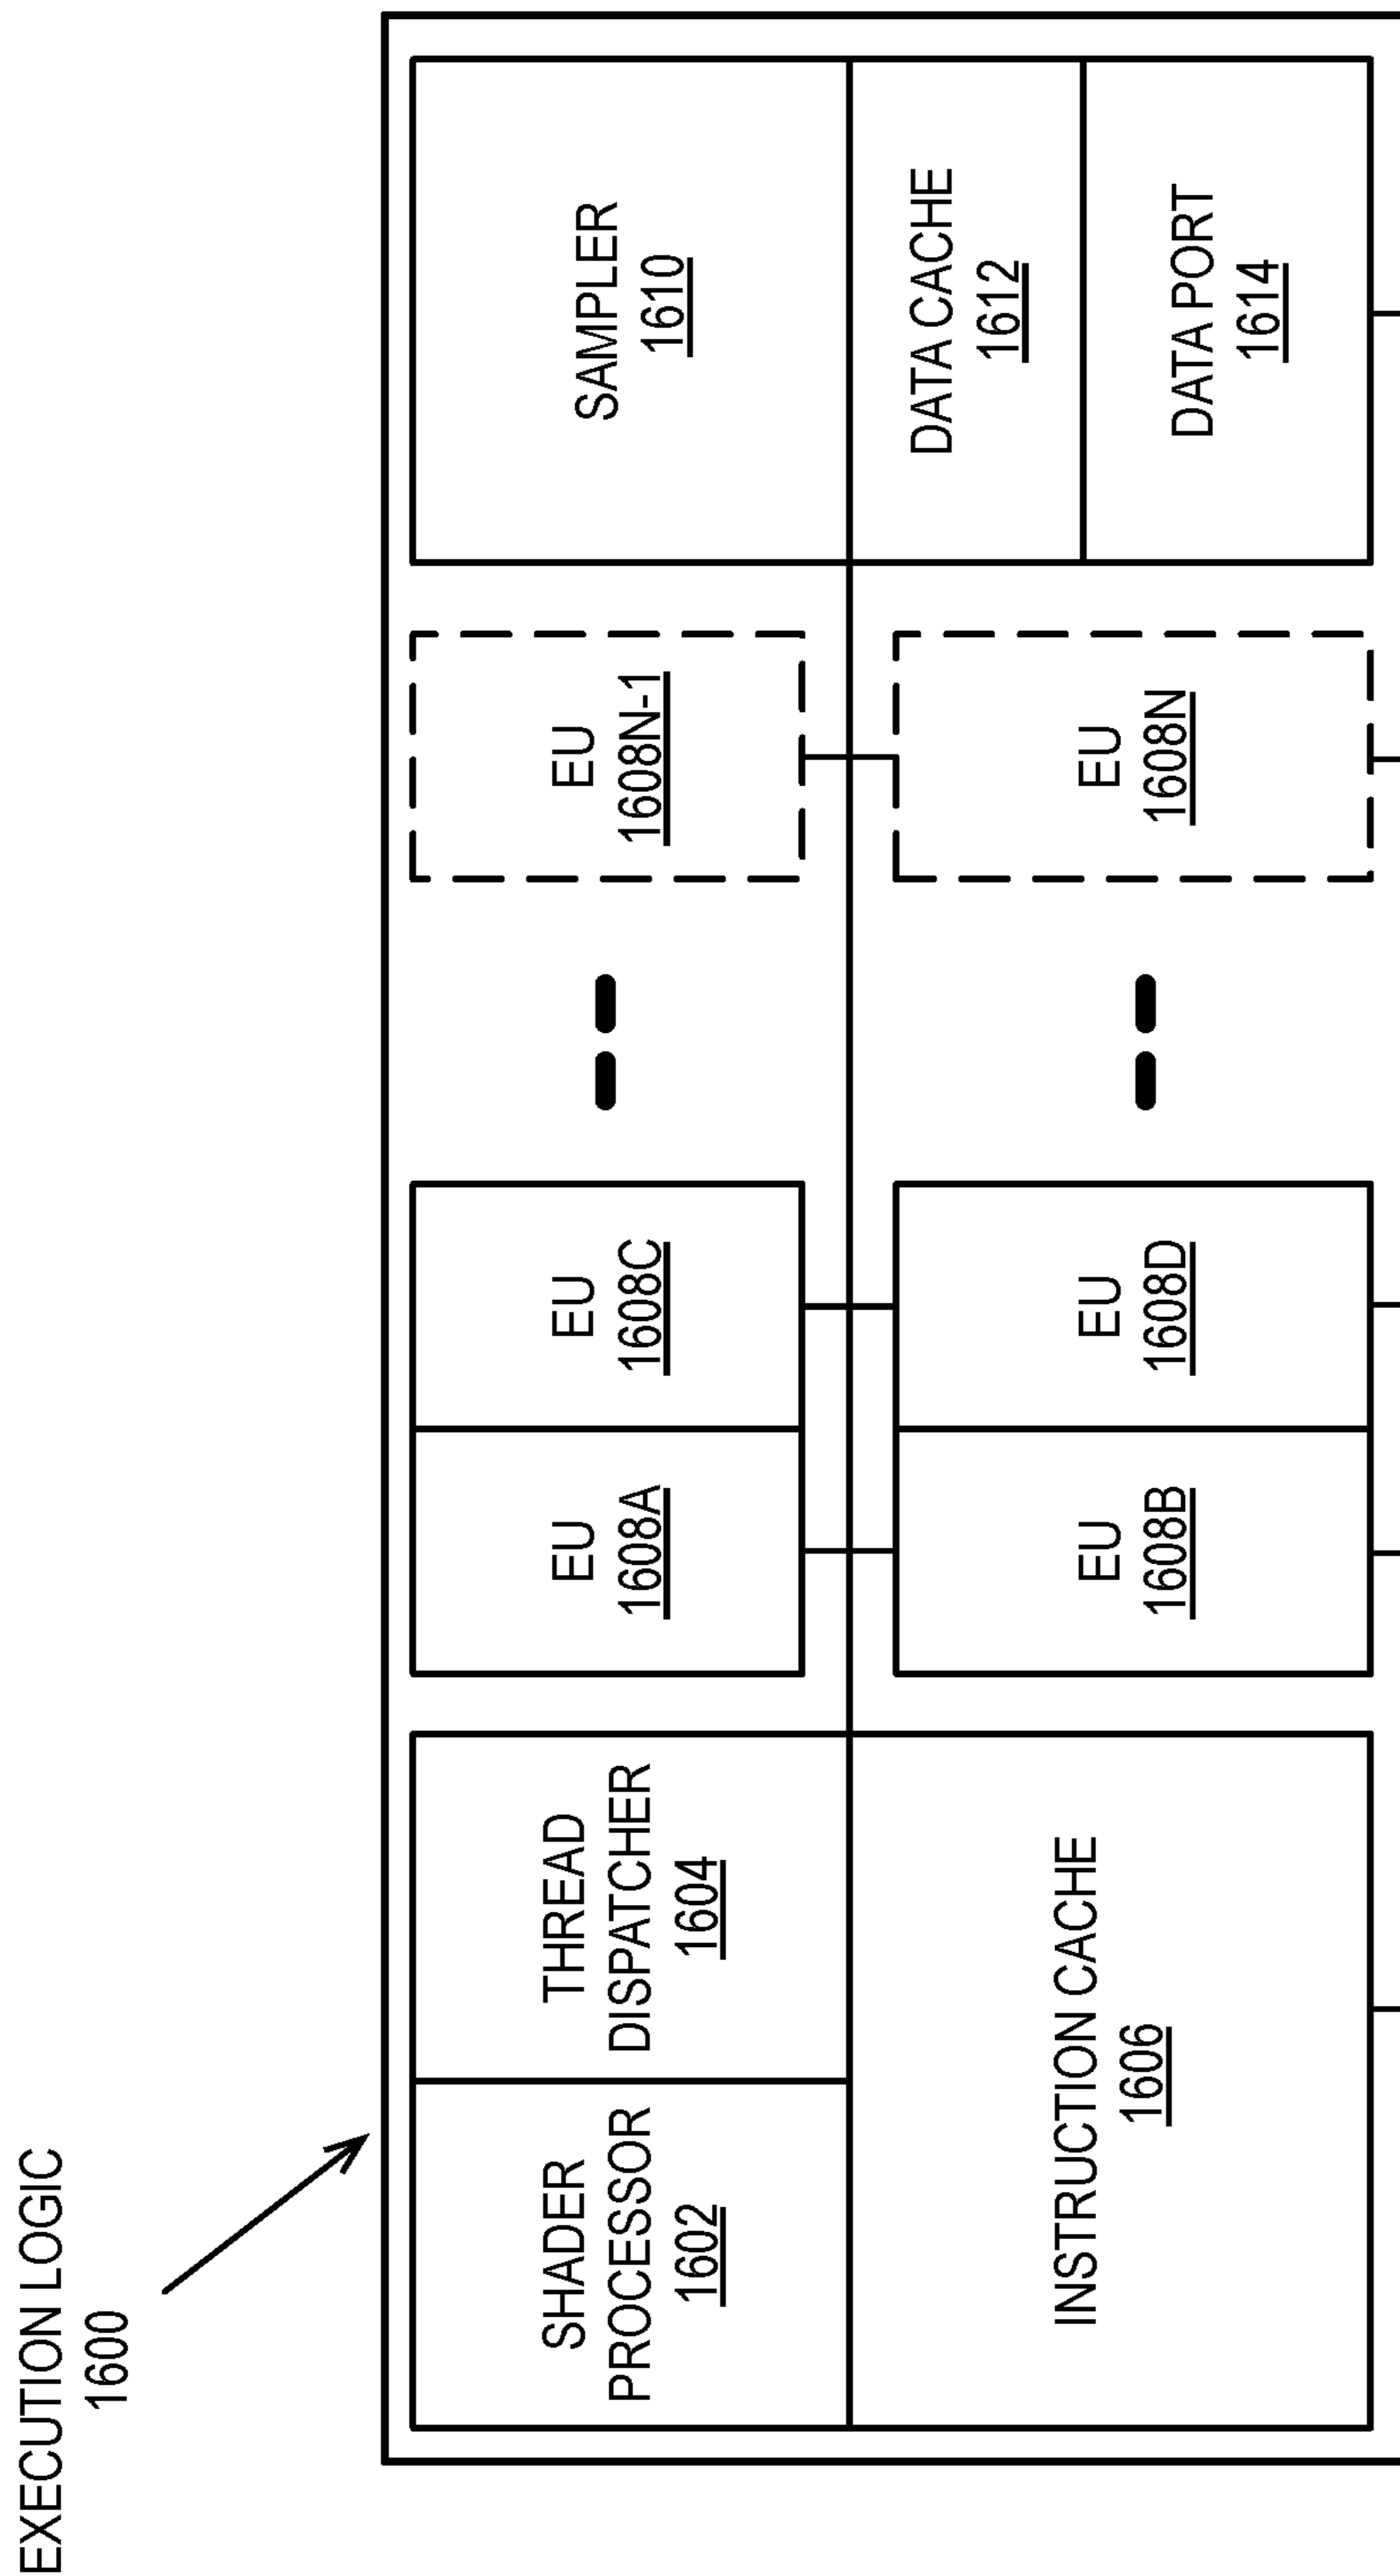 EXECUTION LOGIC
1600
SHADER
PROCESSOR
1602
THREAD
DISPATCHER
1604
INSTRUCTION CACHE
1606
EU
1608A
EU
1608C
EU
1608B
EU
1608D
EU
1608N-1
EU
1608N
SAMPLER
1610
DATA CACHE
1612
DATA PORT
1614